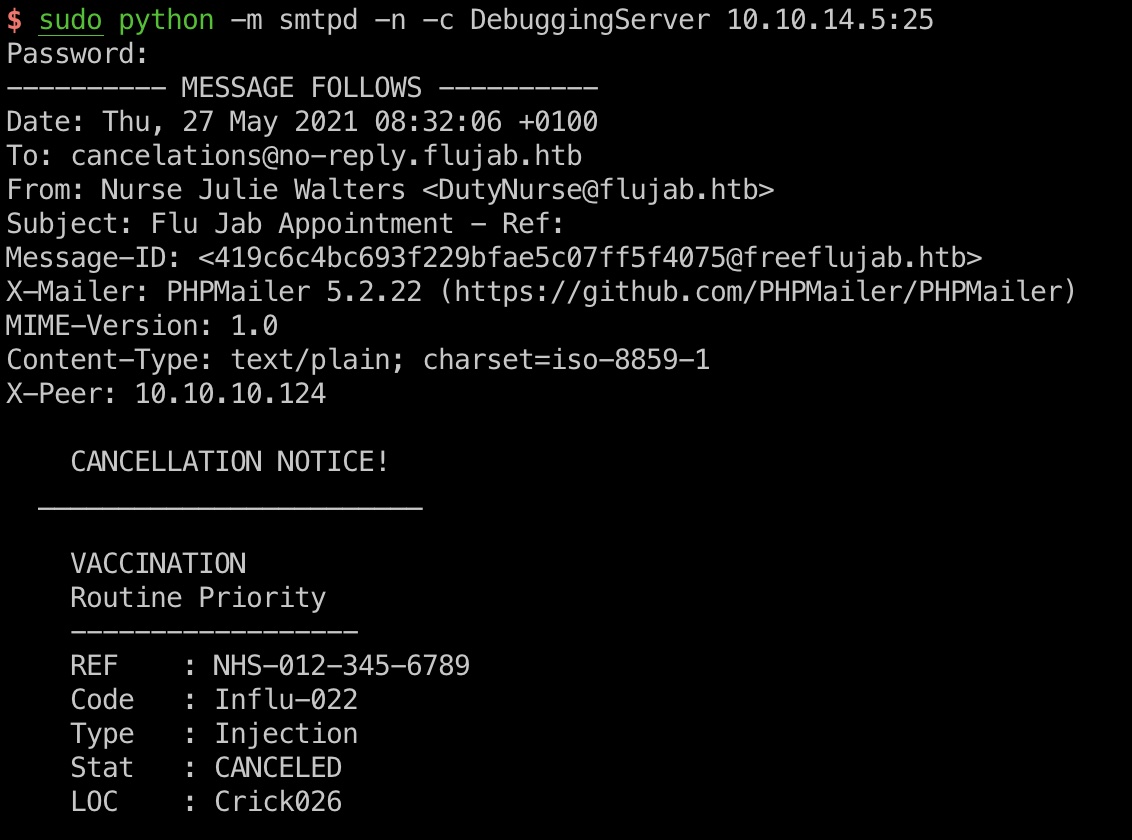 $ sudo python -m smtpd -n -c DebuggingServer 10.10.14.5:25
Password:
---------- MESSAGE FOLLOWS ----------
Date: Thu, 27 May 2021 08:32:06 +0100
To: cancelations@no-reply.flujab.htb
From: Nurse Julie Walters <DutyNurse@flujab.htb>
Subject: Flu Jab Appointment - Ref:
Message-ID: <419c6c4bc693f229bfae5c07ff5f4075@freeflujab.htb>
X-Mailer: PHPMailer 5.2.22 (https://github.com/PHPMailer/PHPMailer)
MIME-Version: 1.0
Content-Type: text/plain; charset=iso-8859-1
X-Peer: 10.10.10.124
CANCELLATION NOTICE!
________________________
VACCINATION
Routine Priority
------------------
REF    : NHS-012-345-6789
Code   : Influ-022
Type   : Injection
Stat   : CANCELED
LOC    : Crick026